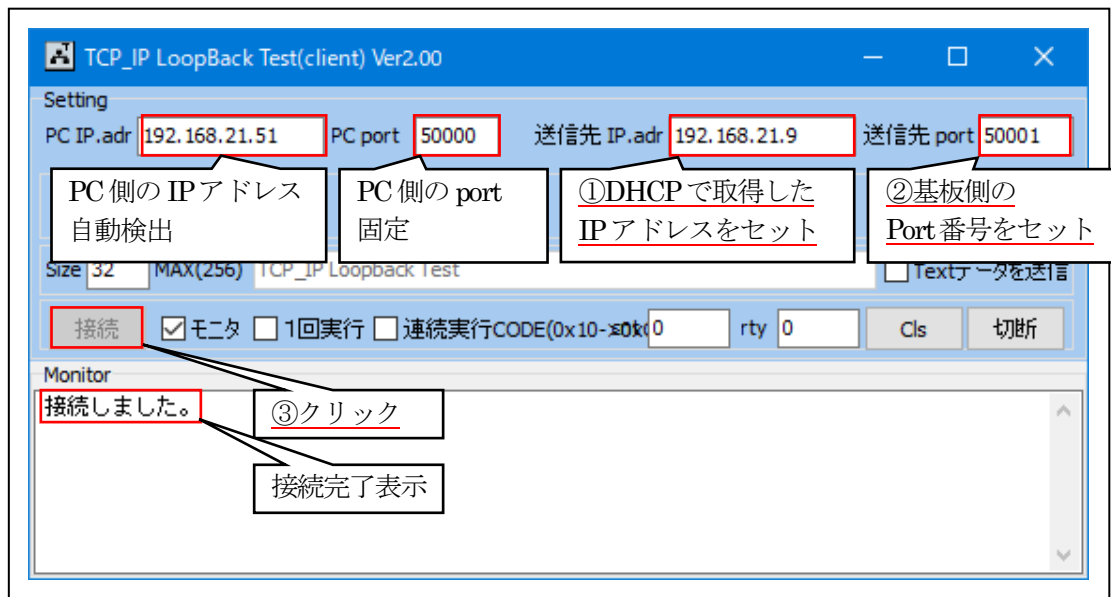 TCP_IP LoopBack Test(client) Ver2.00
Setting
PC IP.adr 192.168.21.51 PC port 50000 送信先 IP.adr 192.168.21.9 送信先 port 50001
PC側のIPアドレス
自動検出
PC側のport
固定
①DHCPで取得した
IPアドレスをセット
②基板側の
Port番号をセット
Size 32 MAX(256) TCP_IP Loopback Test Textデータを送信
接続 モニタ 1回実行 連続実行CODE(0x10- 0 rty 0 Cls 切断
Monitor
接続しました。
③クリック
接続完了表示